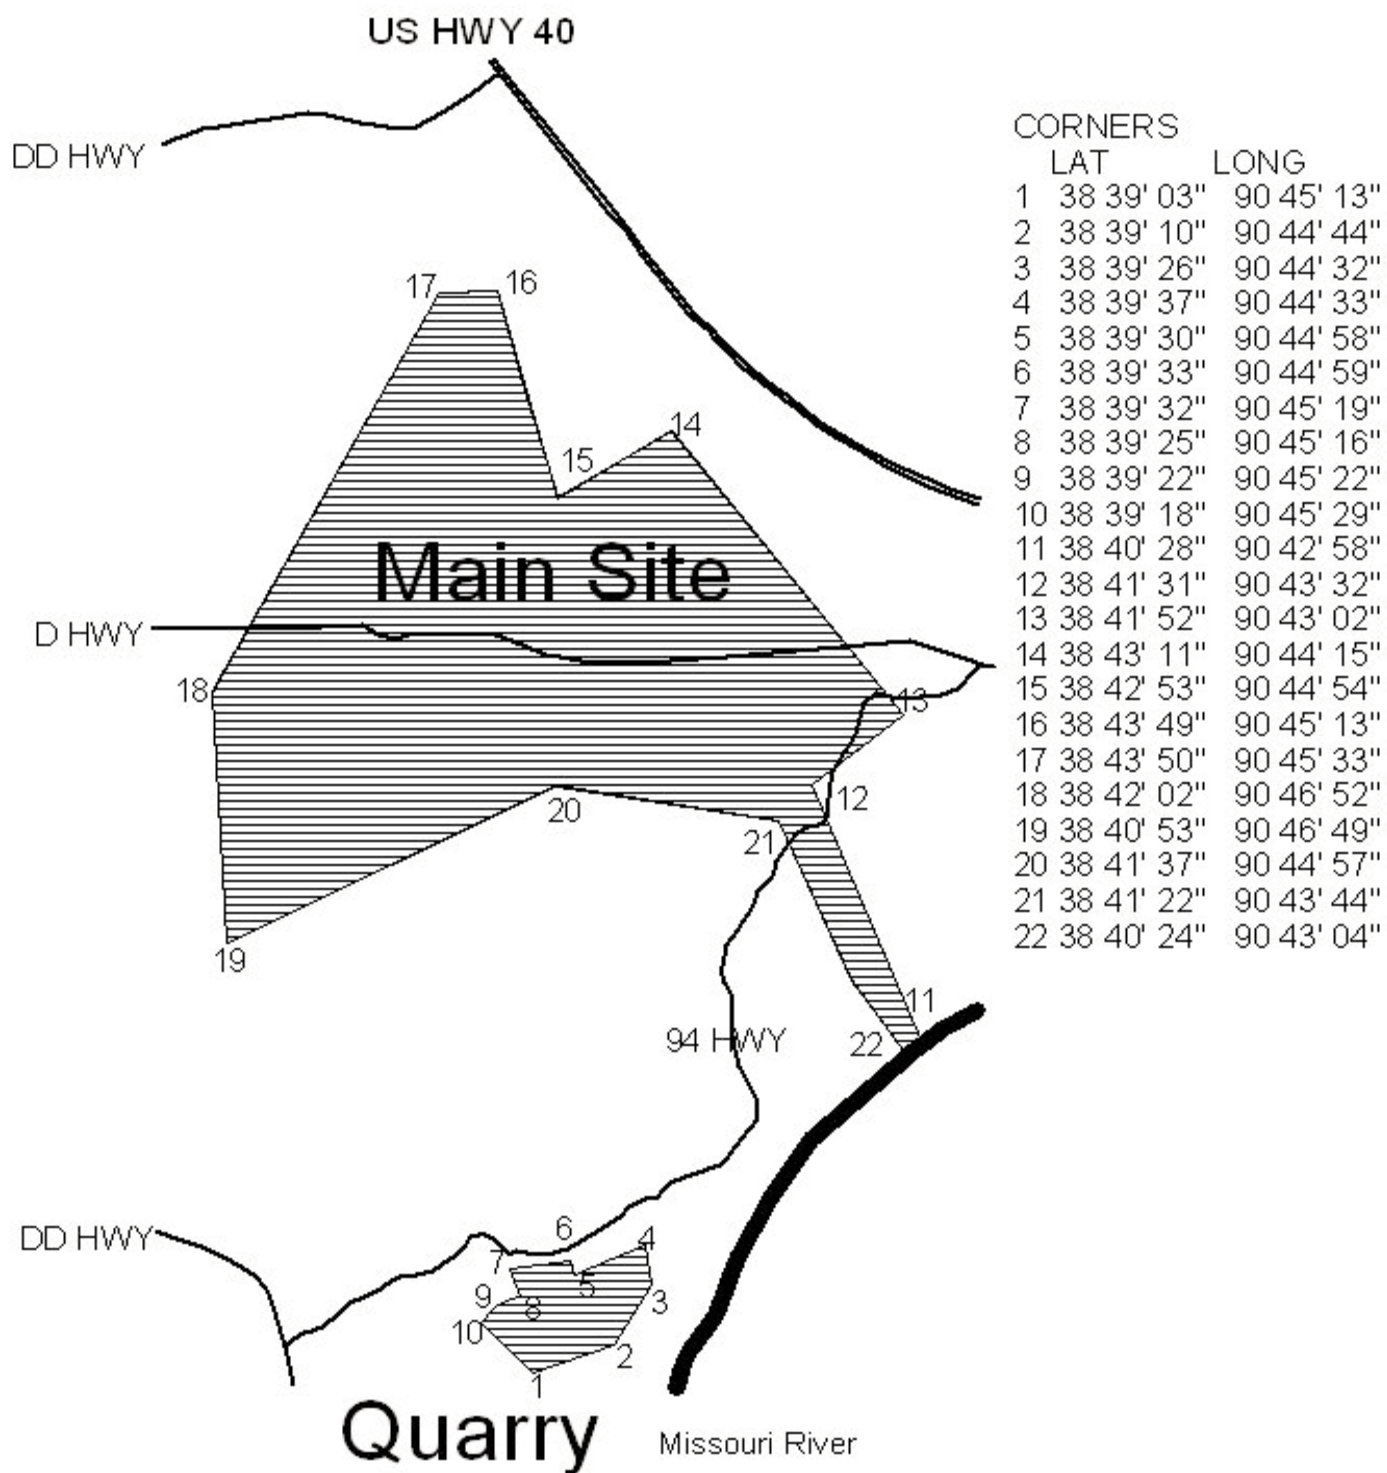 US HWY 40
DD HWY
CORNERS
LAT LONG
1 38 39' 03" 90 45' 13"
2 38 39' 10" 90 44' 44"
3 38 39' 26" 90 44' 32"
4 38 39' 37" 90 44' 33"
5 38 39' 30" 90 44' 58"
6 38 39' 33" 90 44' 59"
7 38 39' 32" 90 45' 19"
8 38 39' 25" 90 45' 16"
9 38 39' 22" 90 45' 22"
10 38 39' 18" 90 45' 29"
11 38 40' 28" 90 42' 58"
12 38 41' 31" 90 43' 32"
13 38 41' 52" 90 43' 02"
14 38 43' 11" 90 44' 15"
15 38 42' 53" 90 44' 54"
16 38 43' 49" 90 45' 13"
17 38 43' 50" 90 45' 33"
18 38 42' 02" 90 46' 52"
19 38 40' 53" 90 46' 49"
20 38 41' 37" 90 44' 57"
21 38 41' 22" 90 43' 44"
22 38 40' 24" 90 43' 04"
17
16
14
15
Main Site
D HWY
18
13
12
20
21
19
11
94 HWY
22
DD HWY
6
4
7
5
9
8
3
10
2
1
Quarry
Missouri River